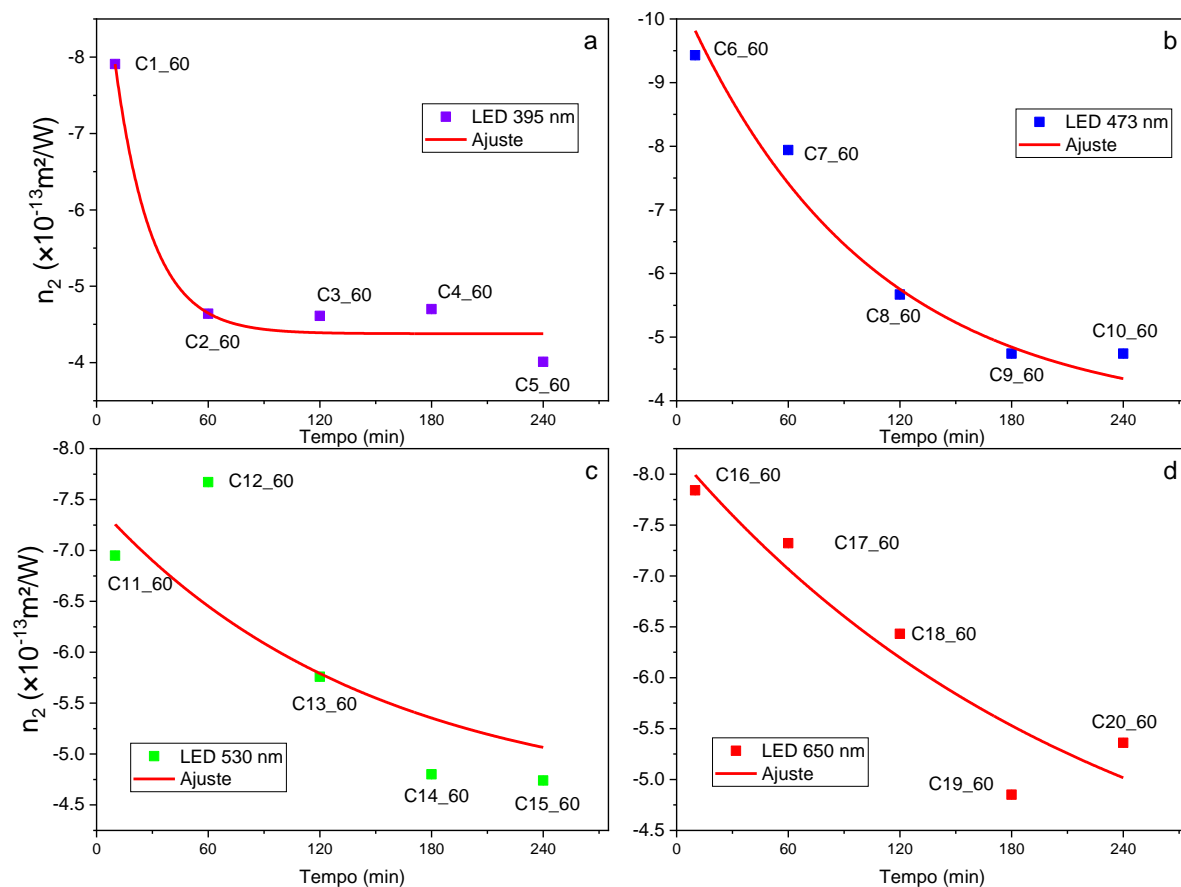 a
n₂ (×10⁻¹³m²/W)
-8
-7
-6
-5
-4
C1_60
LED 395 nm
Ajuste
C3_60
C4_60
C2_60
C5_60
0
60
120
180
240
Tempo (min)
b
-10
-9
-8
-7
-6
-5
-4
C6_60
LED 473 nm
Ajuste
C7_60
C8_60
C10_60
C9_60
0
60
120
180
240
Tempo (min)
c
n₂ (×10⁻¹³m²/W)
-8.0
-7.5
-7.0
-6.5
-6.0
-5.5
-5.0
-4.5
C12_60
C11_60
C13_60
LED 530 nm
Ajuste
C14_60
C15_60
0
60
120
180
240
Tempo (min)
d
-8.0
-7.5
-7.0
-6.5
-6.0
-5.5
-5.0
-4.5
C16_60
C17_60
C18_60
LED 650 nm
Ajuste
C20_60
C19_60
0
60
120
180
240
Tempo (min)